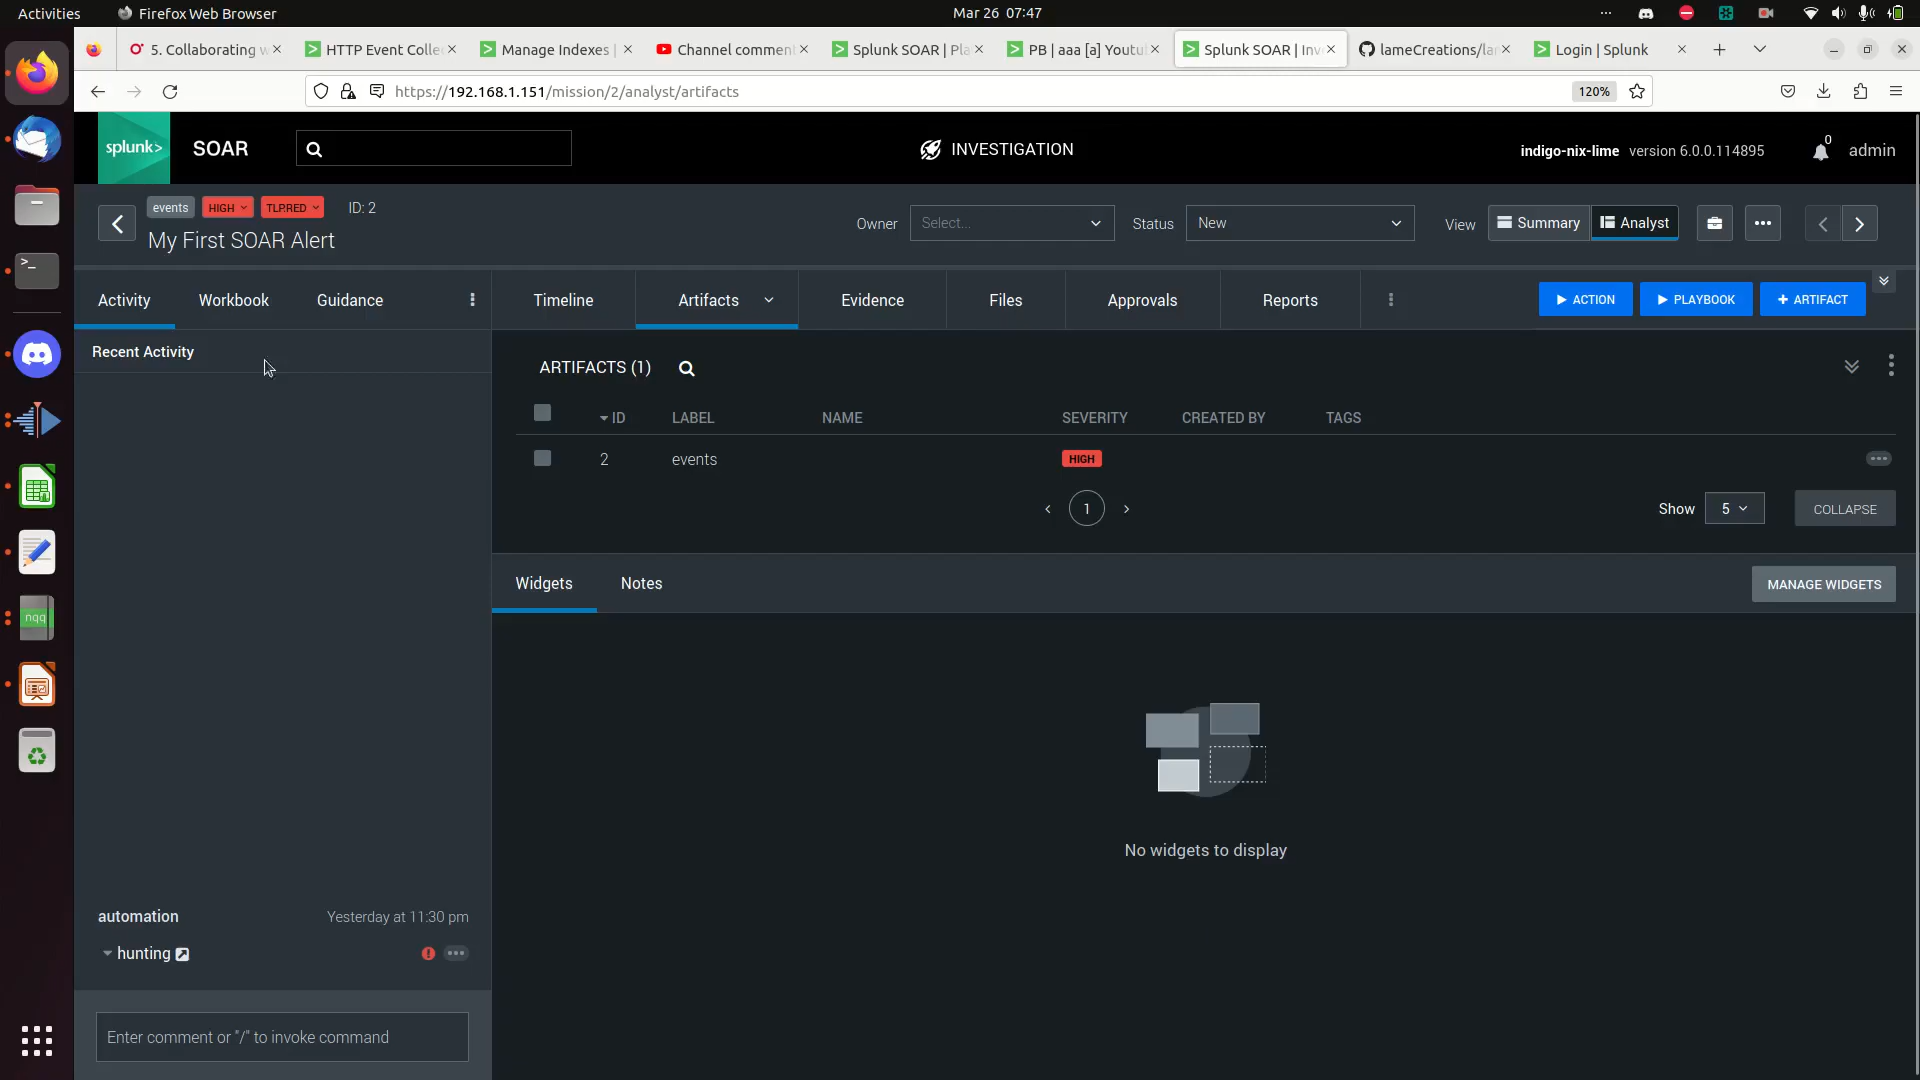 Activities
Firefox Web Browser
Mar 26 07:47
5. Collaborating w
HTTP Event Collec
Manage Indexes |
Channel comment
Splunk SOAR | Pla
PB | aaa [a] Youtu
Splunk SOAR | Inv
lameCreations/la
Login | Splunk
https://192.168.1.151/mission/2/analyst/artifacts
120%
splunk>
SOAR
INVESTIGATION
indigo-nix-lime version 6.0.0.114895
0
admin
events
HIGH
TLP:RED
ID: 2
My First SOAR Alert
Owner
Select...
Status
New
View
Summary
Analyst
Activity
Workbook
Guidance
Timeline
Artifacts
Evidence
Files
Approvals
Reports
ACTION
PLAYBOOK
+ ARTIFACT
Recent Activity
ARTIFACTS (1)
ID
LABEL
NAME
SEVERITY
CREATED BY
TAGS
2
events
HIGH
1
Show
5
COLLAPSE
Widgets
Notes
MANAGE WIDGETS
No widgets to display
automation
Yesterday at 11:30 pm
hunting
Enter comment or "/" to invoke command
nqq